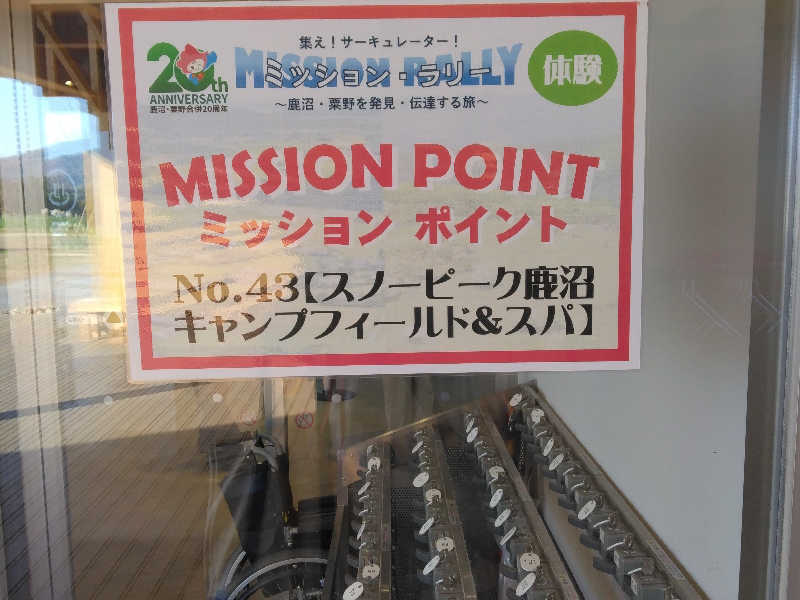 集え!サーキュレーター!
20th
ANNIVERSARY
鹿沼・粟野合併20周年
MISSION RALLY
ミッション・ラリー
～鹿沼・粟野を発見・伝達する旅～
体験
MISSION POINT
ミッション ポイント
No.43【スノーピーク鹿沼
キャンプフィールド&スパ】